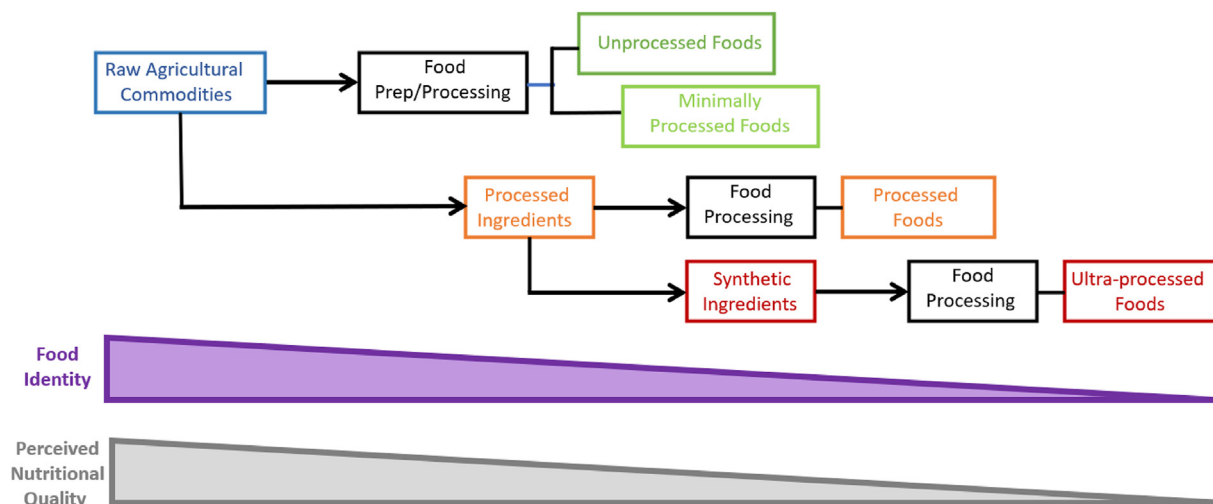 Unprocessed Foods
Raw Agricultural
Commodities
Food
Prep/Processing
Minimally
Processed Foods
Processed
Ingredients
Food
Processing
Processed
Foods
Synthetic
Ingredients
Food
Processing
Ultra-processed
Foods
Food
Identity
Perceived
Nutritional
Quality